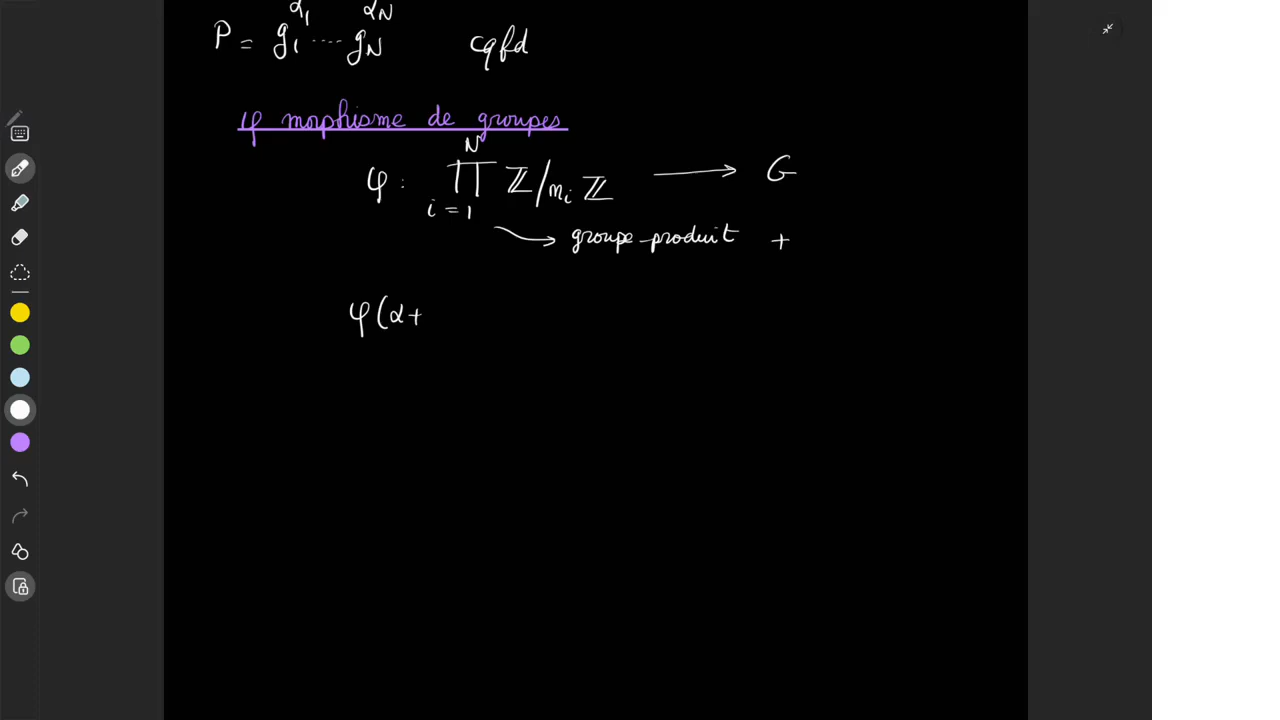 P = g₁^α₁ ..... g_N^α_N cqfd
φ morphisme de groupes
φ : ∏_{i=1}^{N} ℤ/m_i ℤ ⟶ G
→ groupe-produit +
φ(α+